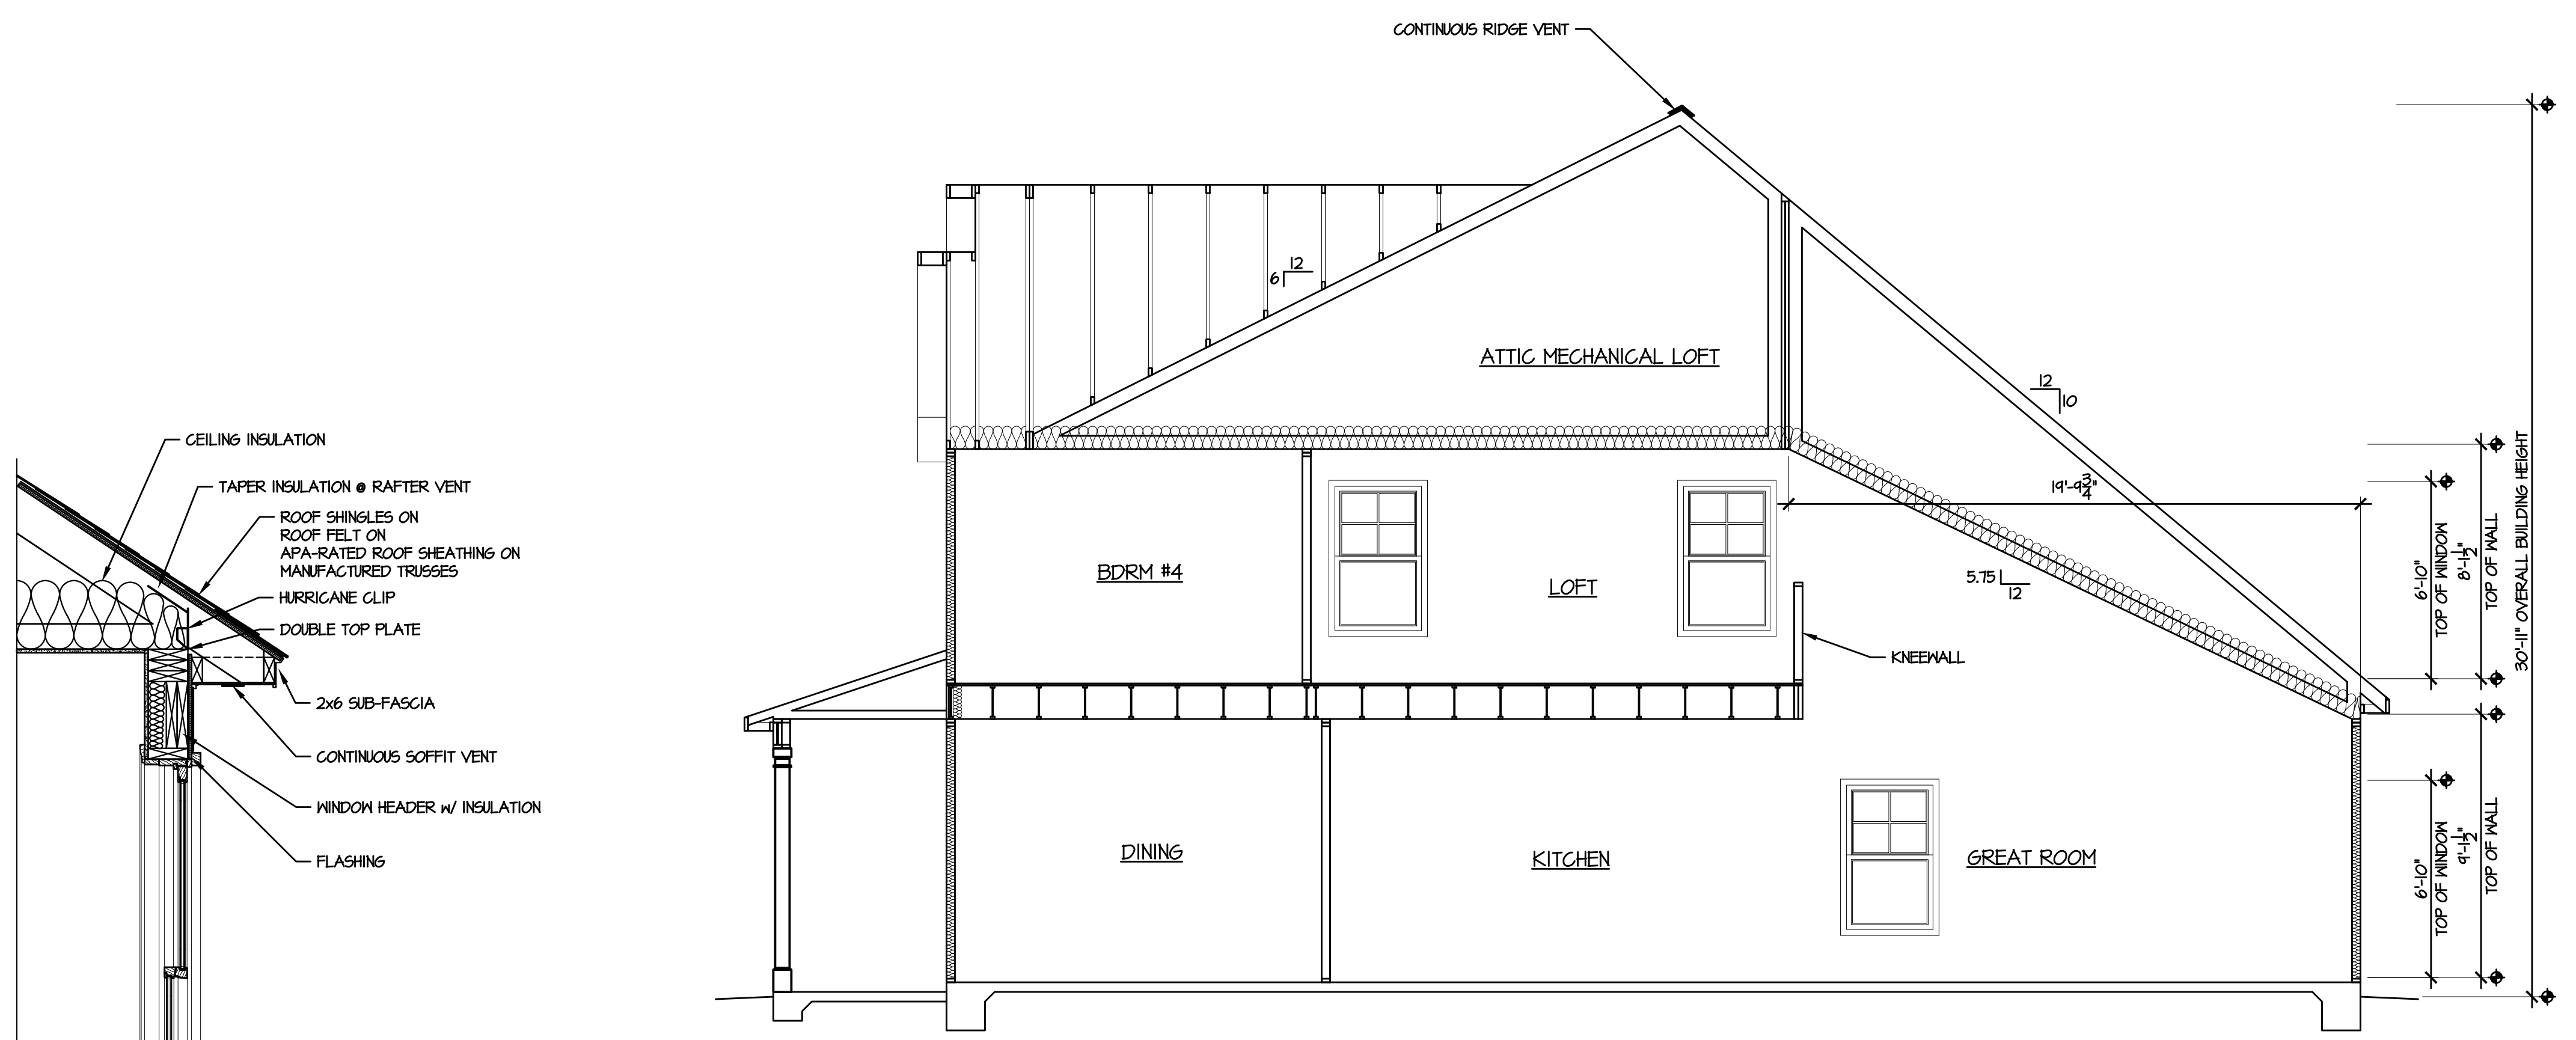 CONTINUOUS RIDGE VENT
12
6
ATTIC MECHANICAL LOFT
12
10
CEILING INSULATION
TAPER INSULATION @ RAFTER VENT
ROOF SHINGLES ON
ROOF FELT ON
APA-RATED ROOF SHEATHING ON
MANUFACTURED TRUSSES
HURRICANE CLIP
DOUBLE TOP PLATE
2x6 SUB-FASCIA
CONTINUOUS SOFFIT VENT
WINDOW HEADER w/ INSULATION
FLASHING
19'-9 3/4"
BDRM #4
LOFT
5.75
12
KNEEWALL
DINING
KITCHEN
GREAT ROOM
6'-10"
TOP OF WINDOW
8'-1 1/2"
TOP OF WALL
30'-11" OVERALL BUILDING HEIGHT
6'-10"
TOP OF WINDOW
9'-1 1/2"
TOP OF WALL